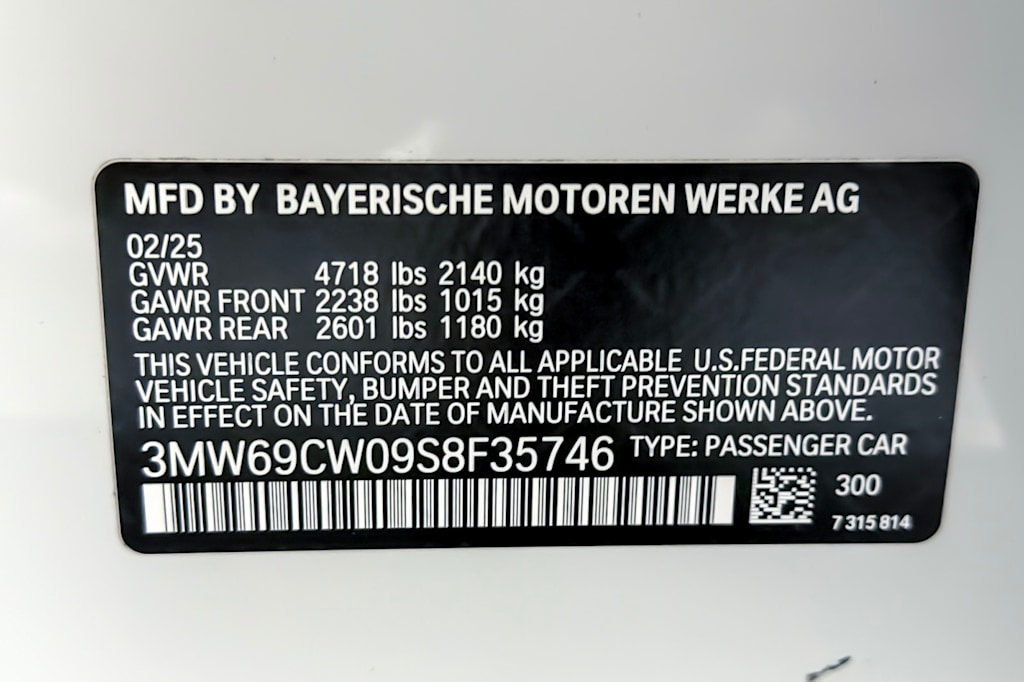 MFD BY BAYERISCHE MOTOREN WERKE AG
02/25
GVWR 4718 lbs 2140 kg
GAWR FRONT 2238 lbs 1015 kg
GAWR REAR 2601 lbs 1180 kg
THIS VEHICLE CONFORMS TO ALL APPLICABLE U.S.FEDERAL MOTOR
VEHICLE SAFETY, BUMPER AND THEFT PREVENTION STANDARDS
IN EFFECT ON THE DATE OF MANUFACTURE SHOWN ABOVE.
3MW69CW09S8F35746 TYPE: PASSENGER CAR
300
7 315 814